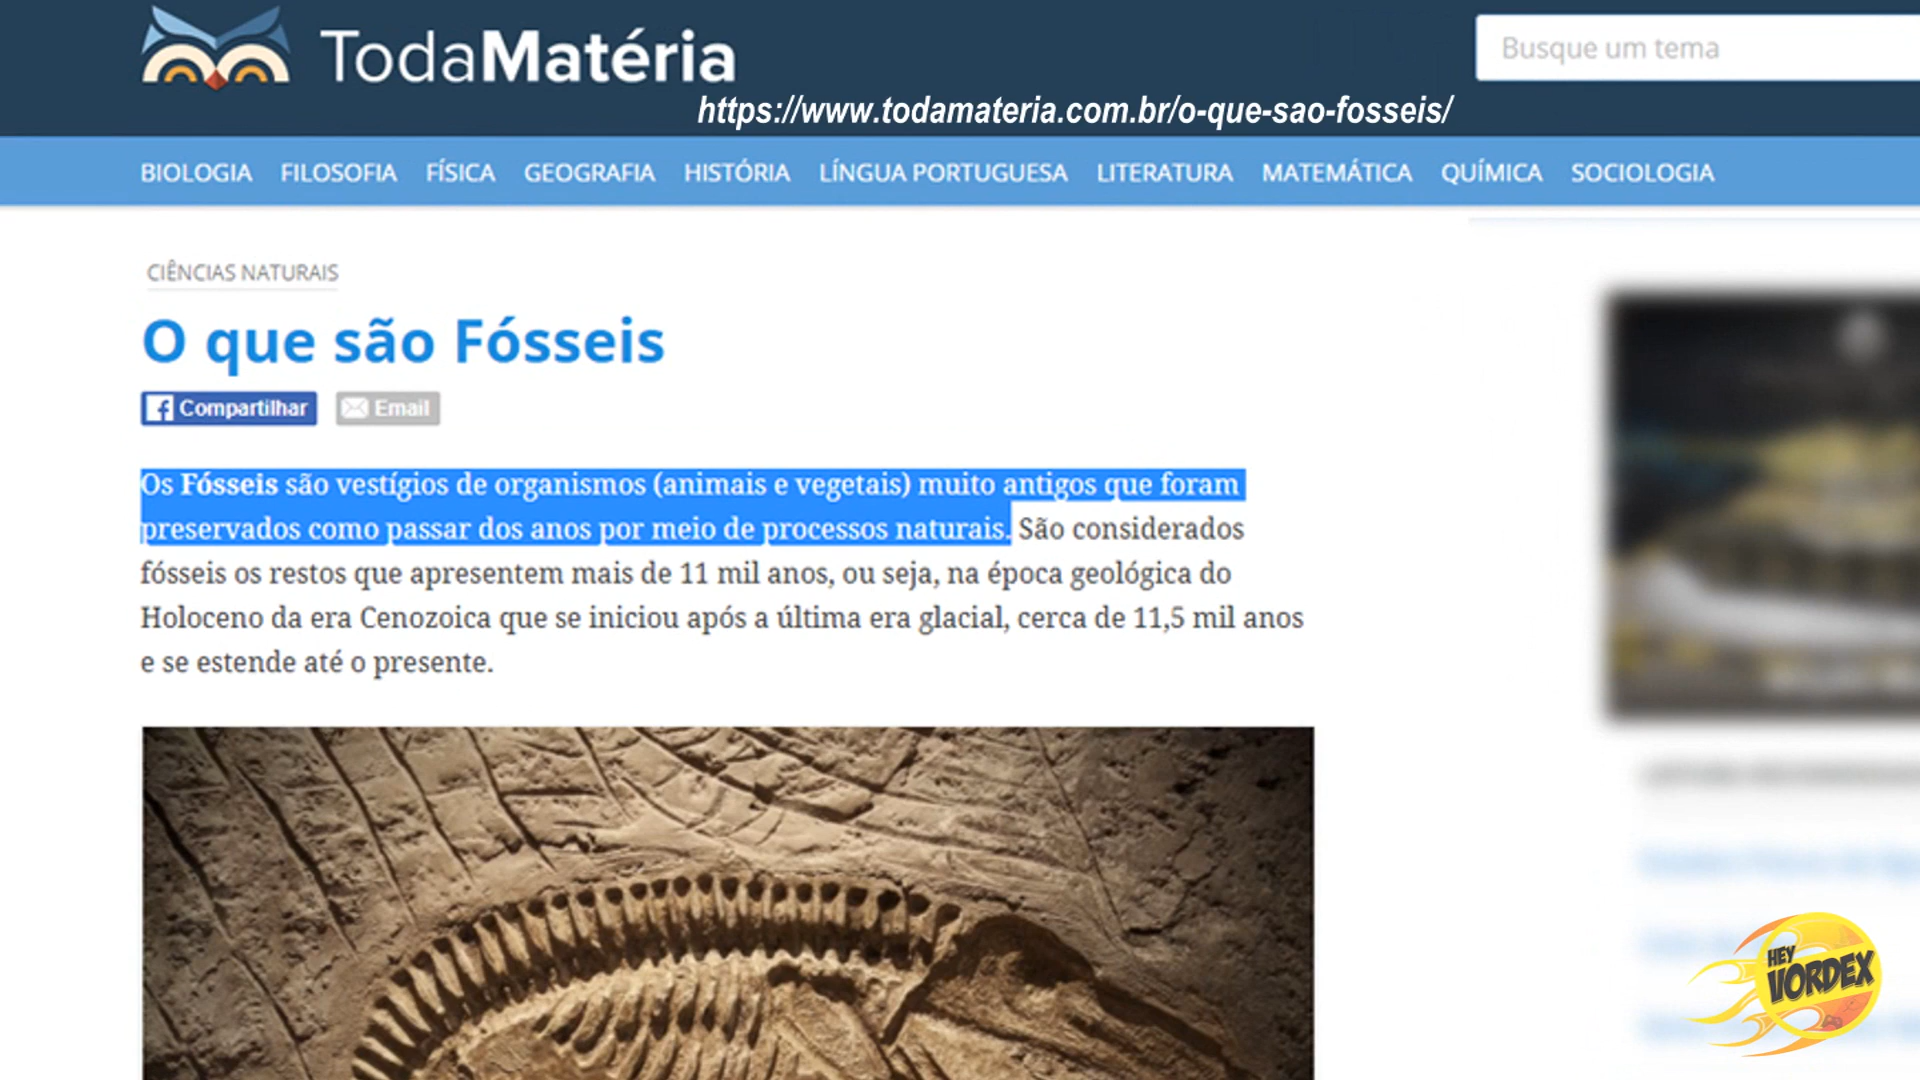 TodaMatéria
Busque um tema
https://www.todamateria.com.br/o-que-sao-fosseis/
BIOLOGIA FILOSOFIA FÍSICA GEOGRAFIA HISTÓRIA LÍNGUA PORTUGUESA LITERATURA MATEMÁTICA QUÍMICA SOCIOLOGIA
CIÊNCIAS NATURAIS
O que são Fósseis
Compartilhar Email
Os Fósseis são vestígios de organismos (animais e vegetais) muito antigos que foram
preservados como passar dos anos por meio de processos naturais. São considerados
fósseis os restos que apresentem mais de 11 mil anos, ou seja, na época geológica do
Holoceno da era Cenozoica que se iniciou após a última era glacial, cerca de 11,5 mil anos
e se estende até o presente.
HEY
VORDEX